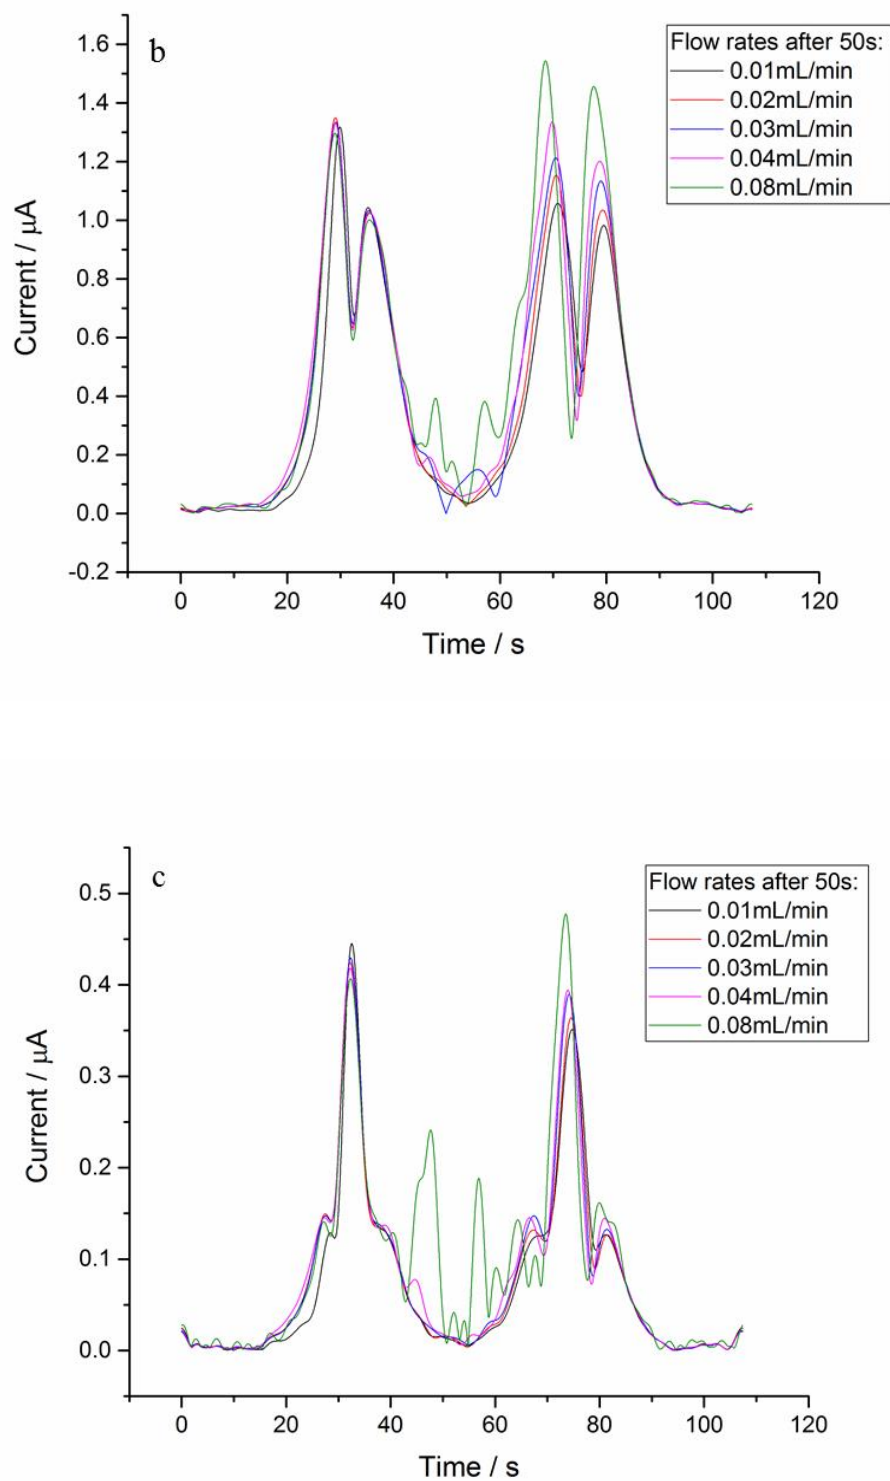 b
Flow rates after 50s:
0.01mL/min
0.02mL/min
0.03mL/min
0.04mL/min
0.08mL/min
1.6
1.4
1.2
1.0
0.8
0.6
0.4
0.2
0.0
-0.2
Current / μA
0 20 40 60 80 100 120
Time / s
c
Flow rates after 50s:
0.01mL/min
0.02mL/min
0.03mL/min
0.04mL/min
0.08mL/min
0.5
0.4
0.3
0.2
0.1
0.0
Current / μA
0 20 40 60 80 100 120
Time / s